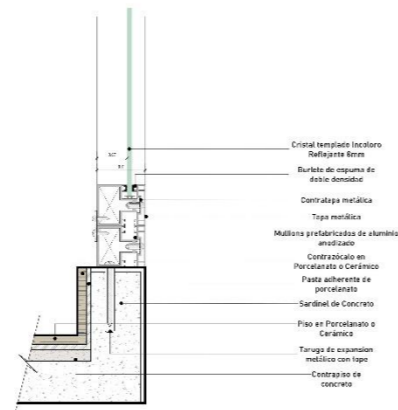 Cristal templado Incoloro
Reflejante 6mm
Burlete de espuma de
doble densidad
Contratapa metálica
Tapa metálica
Mullions prefabricados de aluminio
anodizado
Contrazócalo en
Porcelanato o Cerámico
Pasta adherente de
porcelanato
Sardinel de Concreto
Piso en Porcelanato o
Cerámica
Tarugo de expansion
metálico con tope
Contrapiso de
concreto